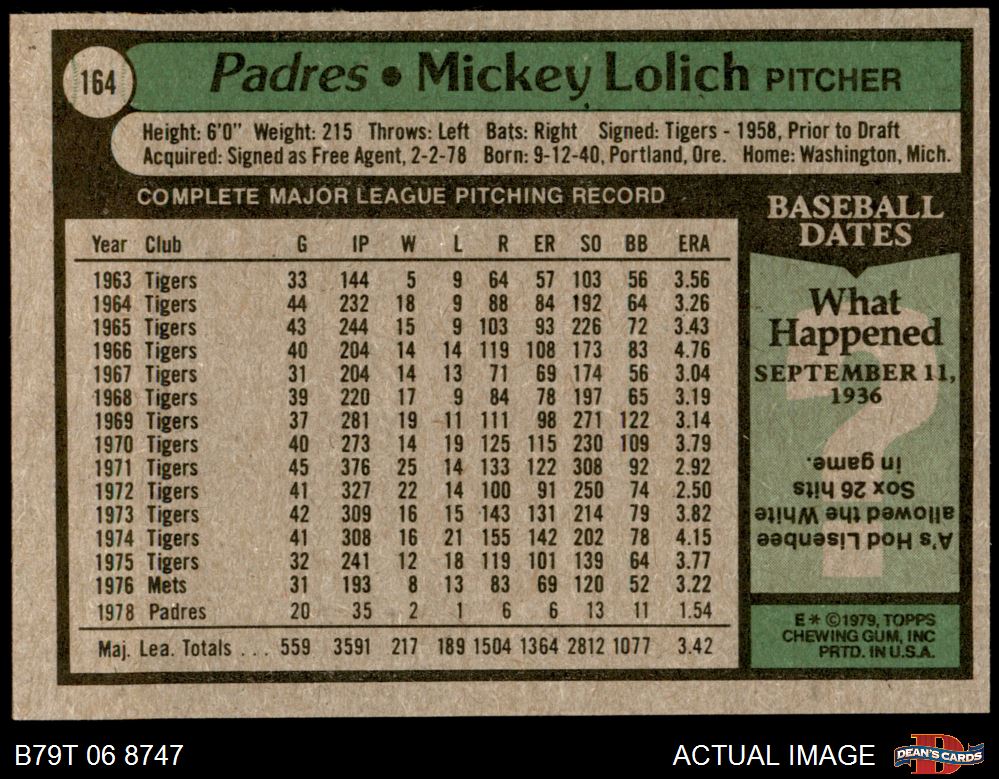 164
Padres • Mickey Lolich PITCHER
Height: 6'0" Weight: 215 Throws: Left Bats: Right Signed: Tigers - 1958, Prior to Draft
Acquired: Signed as Free Agent, 2-2-78 Born: 9-12-40, Portland, Ore. Home: Washington, Mich.
COMPLETE MAJOR LEAGUE PITCHING RECORD
Year Club G IP W L R ER SO BB ERA
1963 Tigers 33 144 5 9 64 57 103 56 3.56
1964 Tigers 44 232 18 9 88 84 192 64 3.26
1965 Tigers 43 244 15 9 103 93 226 72 3.43
1966 Tigers 40 204 14 14 119 108 173 83 4.76
1967 Tigers 31 204 14 13 71 69 174 56 3.04
1968 Tigers 39 220 17 9 84 78 197 65 3.19
1969 Tigers 37 281 19 11 111 98 271 122 3.14
1970 Tigers 40 273 14 19 125 115 230 109 3.79
1971 Tigers 45 376 25 14 133 122 308 92 2.92
1972 Tigers 41 327 22 14 100 91 250 74 2.50
1973 Tigers 42 309 16 15 143 131 214 79 3.82
1974 Tigers 41 308 16 21 155 142 202 78 4.15
1975 Tigers 32 241 12 18 119 101 139 64 3.77
1976 Mets 31 193 8 13 83 69 120 52 3.22
1978 Padres 20 35 2 1 6 6 13 11 1.54
Maj. Lea. Totals . . . 559 3591 217 189 1504 1364 2812 1077 3.42
BASEBALL
DATES
What
Happened
SEPTEMBER 11,
1936
?
A's Hod Lisenbee
allowed the White
Sox 26 hits
in game.
E * ©1979, TOPPS
CHEWING GUM, INC
PRTD. IN U.S.A.
B79T 06 8747
ACTUAL IMAGE
DEAN'S CARDS